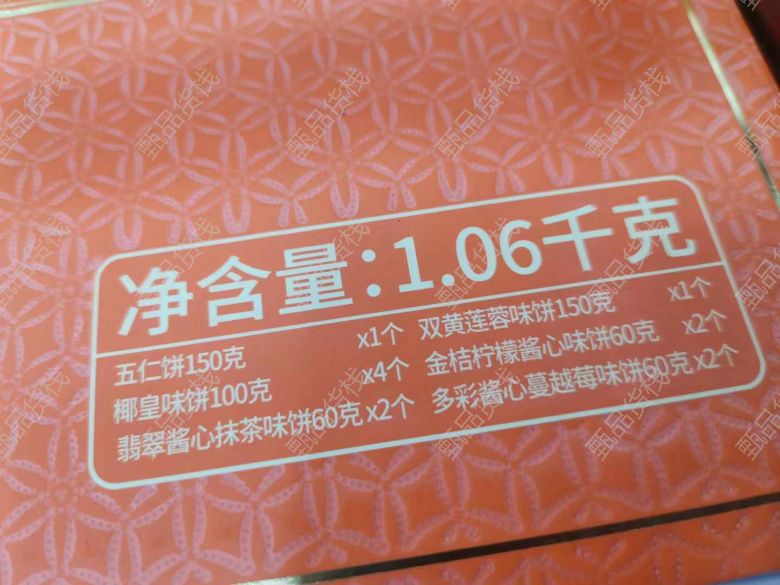 净含量:1.06千克
五仁饼150克 x1个 双黄莲蓉味饼150克 x1个
椰皇味饼100克 x4个 金桔柠檬酱心味饼60克 x2个
翡翠酱心抹茶味饼60克 x2个 多彩酱心蔓越莓味饼60克 x2个
甄品货栈